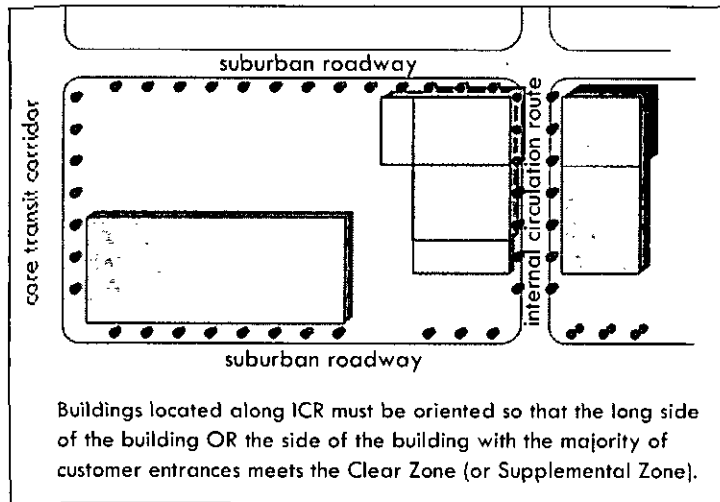 suburban roadway
core transit corridor
internal circulation route
suburban roadway
Buildings located along ICR must be oriented so that the long side
of the building OR the side of the building with the majority of
customer entrances meets the Clear Zone (or Supplemental Zone).